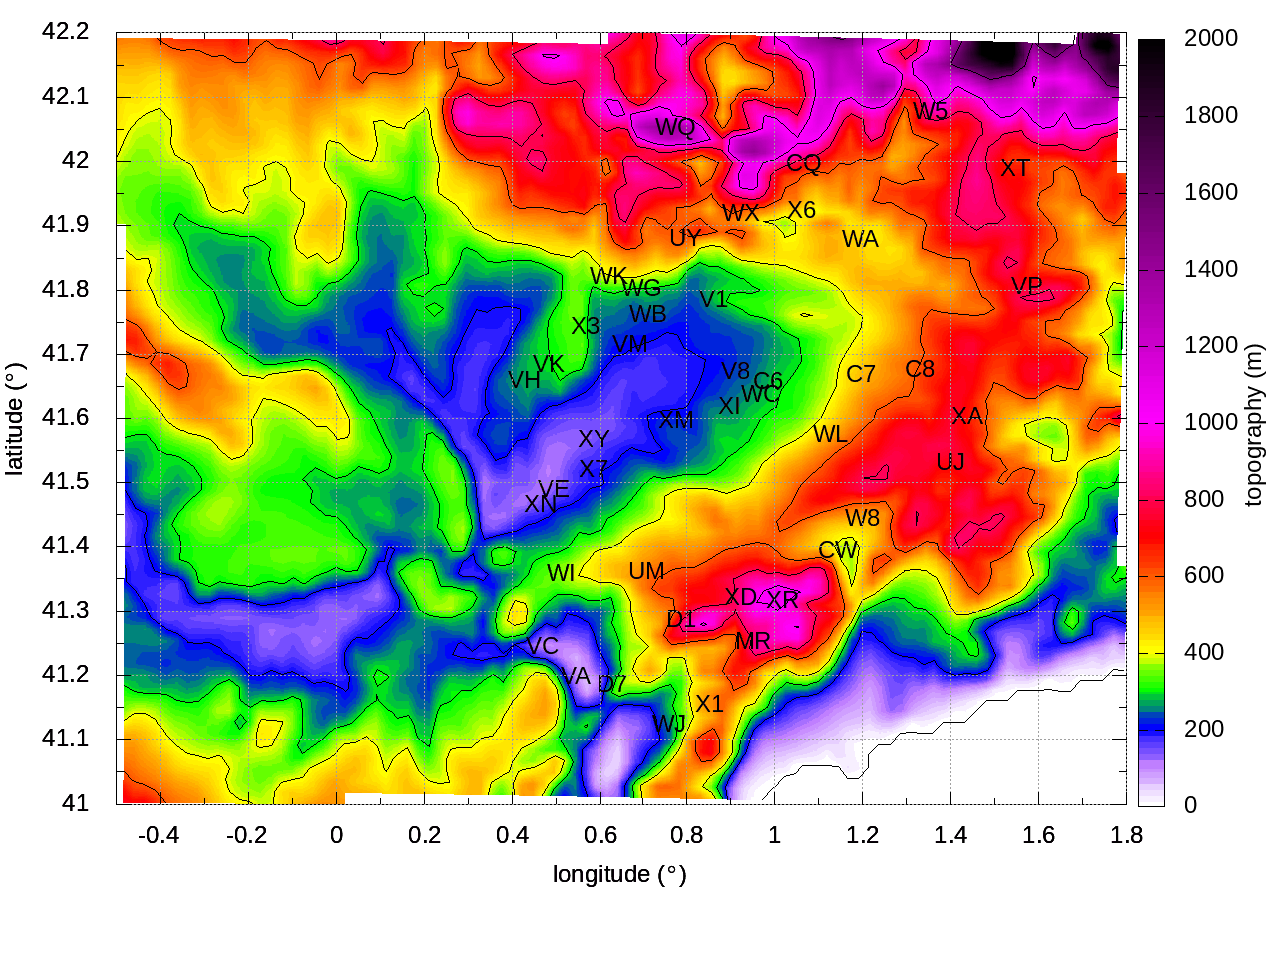 42.2
42.1
42
41.9
41.8
41.7
41.6
41.5
41.4
41.3
41.2
41.1
41
latitude (°)
-0.4 -0.2 0 0.2 0.4 0.6 0.8 1 1.2 1.4 1.6 1.8
longitude (°)
2000
1800
1600
1400
1200
1000
800
600
400
200
0
topography (m)
W5
WQ
CQ XT
WX X6
UY WA
WK WG VP
V1
X3 WB
VM
VK VH V8 C6 C7 C8
WC
XI
XM XA
XY WL
X7 UJ
VE
XN W8
CW
WI UM
XD XR
D1
VC MR
VA D7
X1
WJ